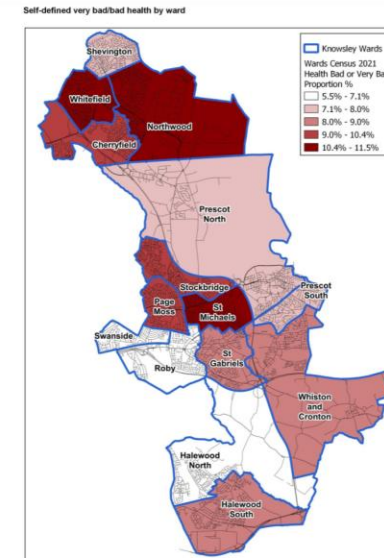 Self-defined very bad/bad health by ward
Knowsley Wards
Wards Census 2021
Health Bad or Very Ba
Proportion %
5.5% - 7.1%
7.1% - 8.0%
8.0% - 9.0%
9.0% - 10.4%
10.4% - 11.5%
Shevington
Whitefield
Northwood
Cherryfield
Prescot
North
Stockbridge
Prescot
South
Page
Moss
St
Michaels
Swanside
St
Gabriels
Roby
Whiston
and
Cronton
Halewood
North
Halewood
South